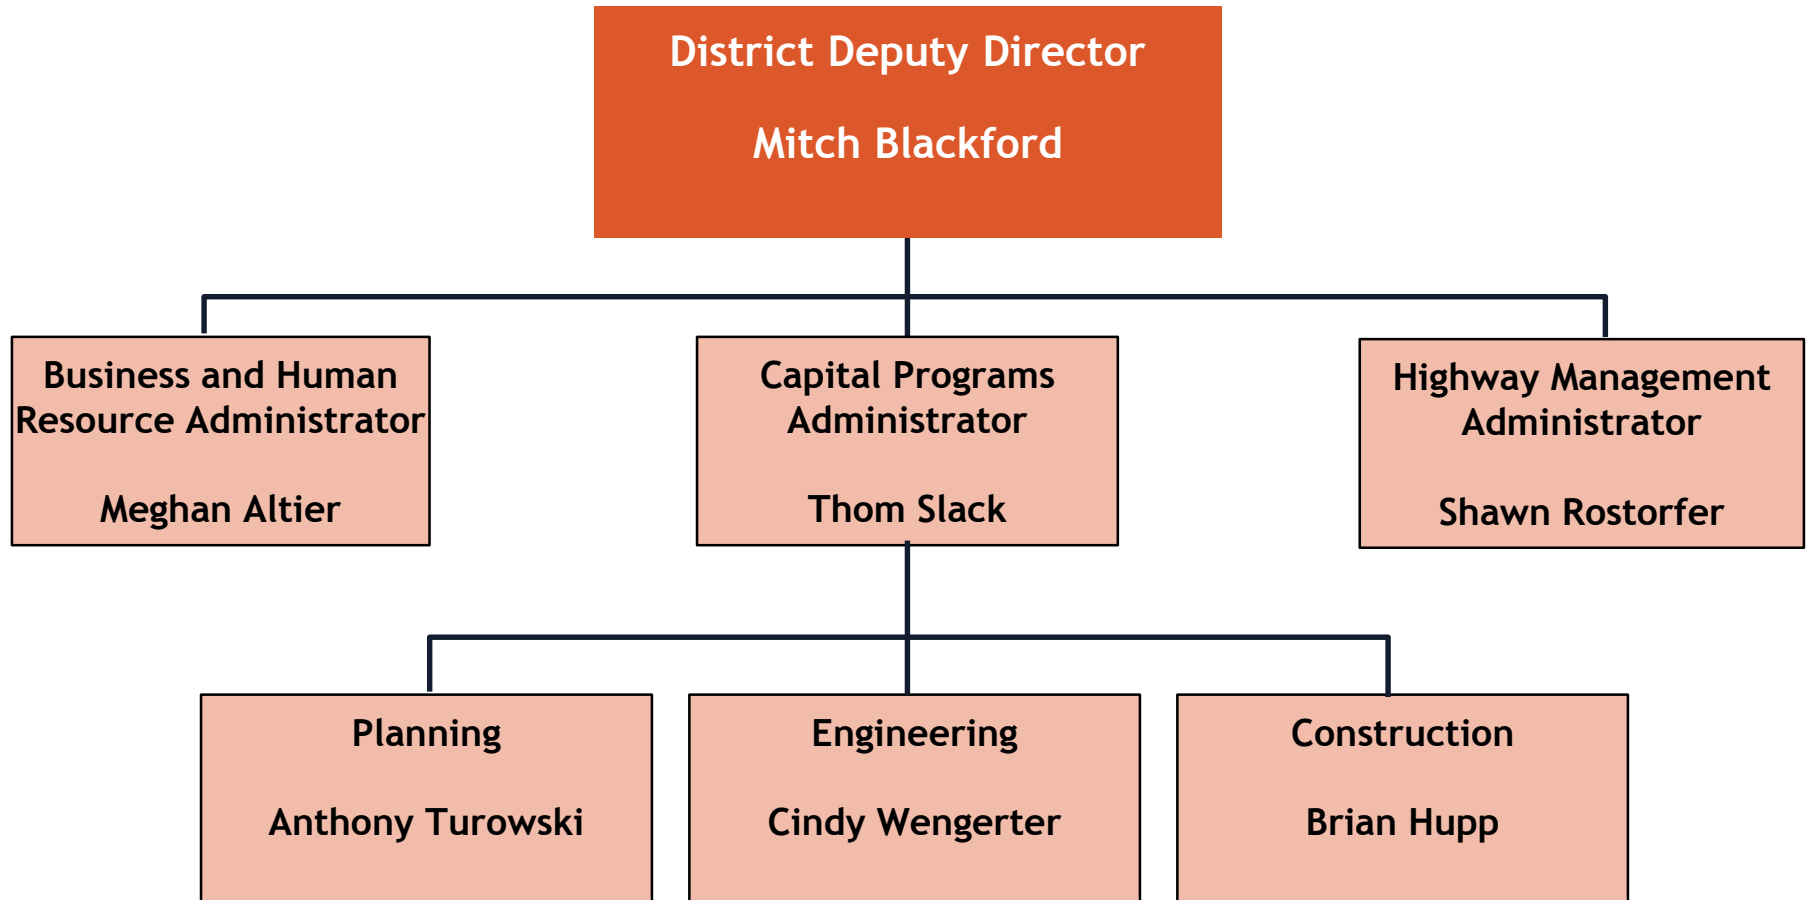 District Deputy Director
Mitch Blackford
Business and Human
Resource Administrator
Meghan Altier
Capital Programs
Administrator
Thom Slack
Highway Management
Administrator
Shawn Rostorfer
Planning
Anthony Turowski
Engineering
Cindy Wengerter
Construction
Brian Hupp